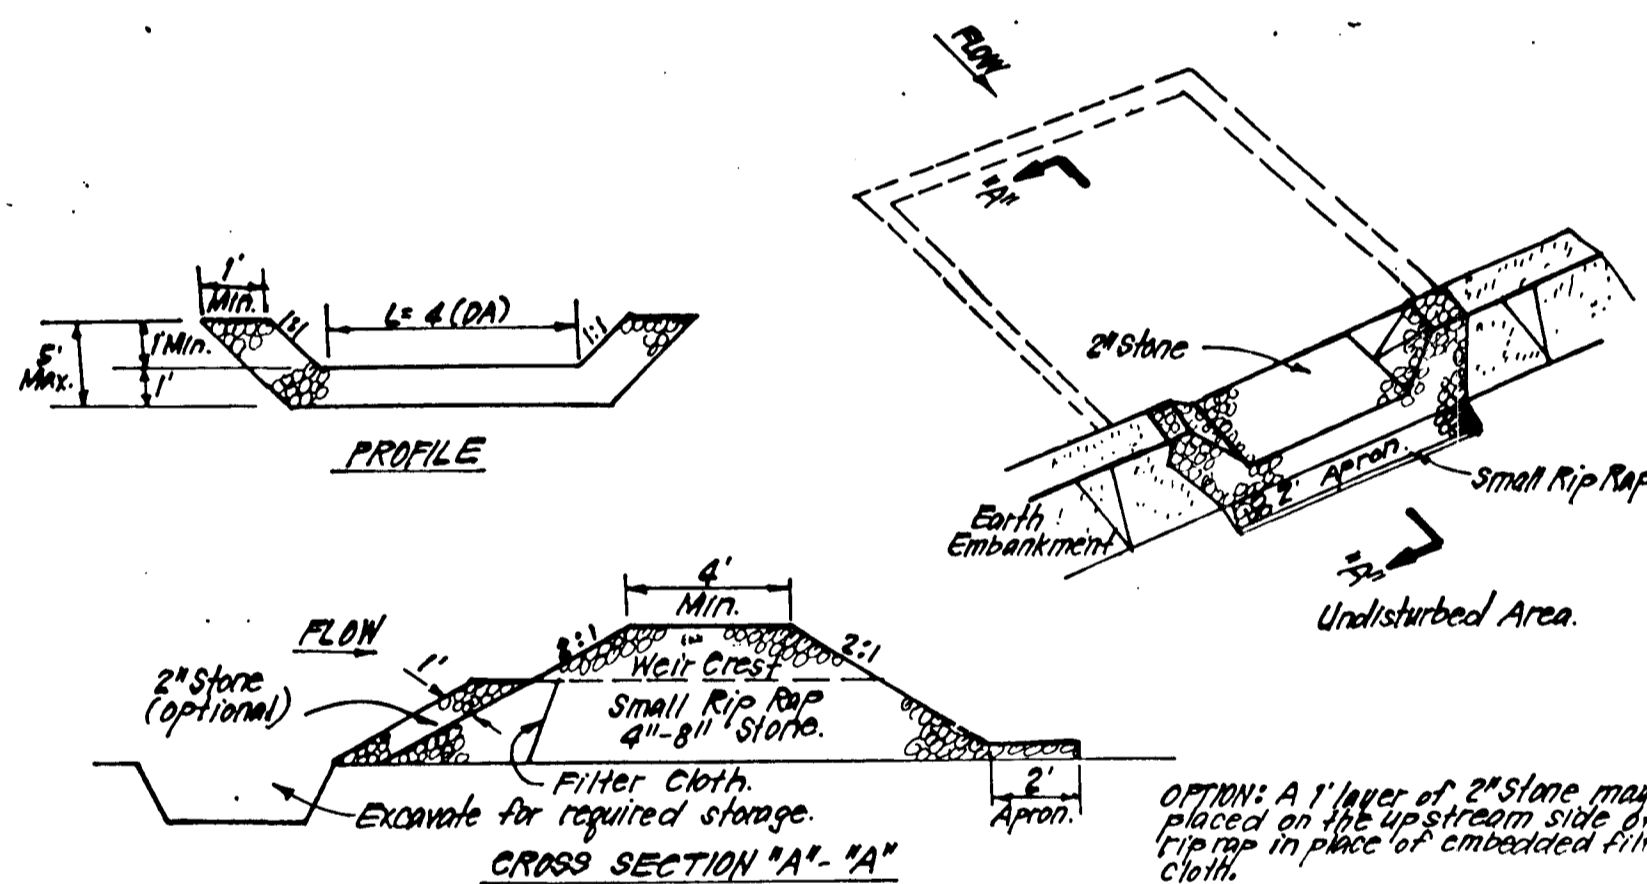 FLOW
"A"
1'
Min.
1:1
L= 4 (DA)
1:1
5'
Max.
1' Min.
1'
PROFILE
2" Stone
2' Apron.
Small Rip Rap
Earth
Embankment
"A"
Undisturbed Area.
4'
Min.
FLOW
1'
2:1
2:1
Weir Crest
2" Stone
(optional)
Small Rip Rap
4"-8" Stone.
Filter Cloth.
Excavate for required storage.
2'
Apron.
CROSS SECTION "A"-"A"
OPTION: A 1' layer of 2" Stone may
placed on the upstream side of
riprap in place of embedded
cloth.